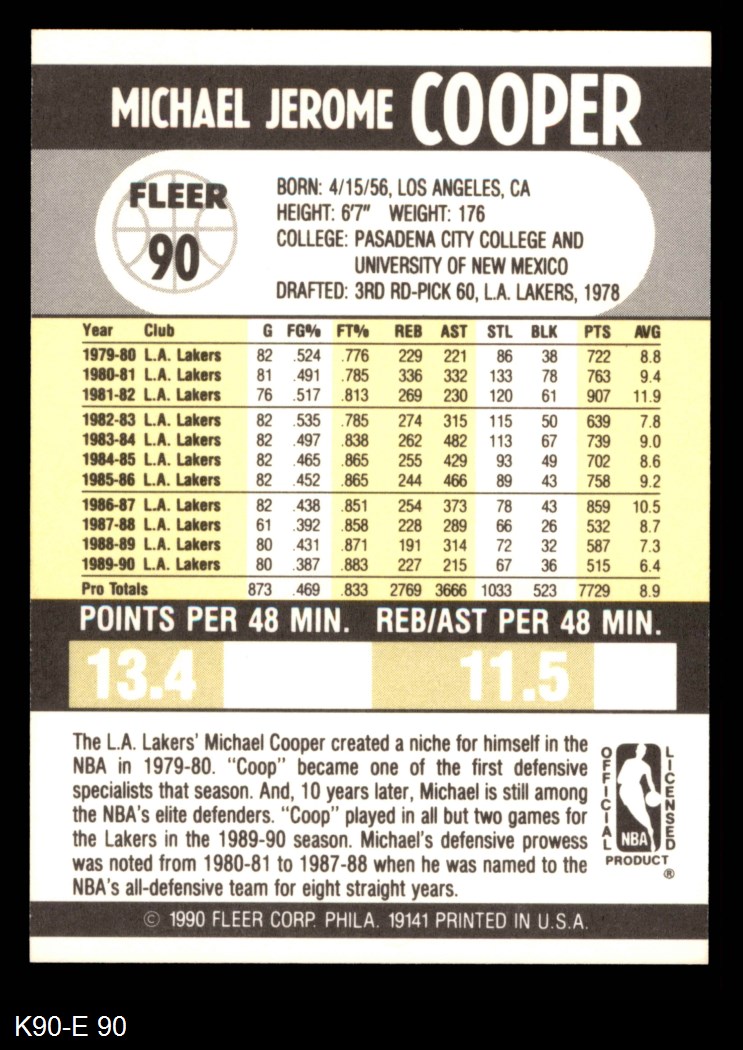 MICHAEL JEROME COOPER
FLEER
90
BORN: 4/15/56, LOS ANGELES, CA
HEIGHT: 6'7" WEIGHT: 176
COLLEGE: PASADENA CITY COLLEGE AND
UNIVERSITY OF NEW MEXICO
DRAFTED: 3RD RD-PICK 60, L.A. LAKERS, 1978
Year Club G FG% FT% REB AST STL BLK PTS AVG
1979-80 L.A. Lakers 82 .524 .776 229 221 86 38 722 8.8
1980-81 L.A. Lakers 81 .491 .785 336 332 133 78 763 9.4
1981-82 L.A. Lakers 76 .517 .813 269 230 120 61 907 11.9
1982-83 L.A. Lakers 82 .535 .785 274 315 115 50 639 7.8
1983-84 L.A. Lakers 82 .497 .838 262 482 113 67 739 9.0
1984-85 L.A. Lakers 82 .465 .865 255 429 93 49 702 8.6
1985-86 L.A. Lakers 82 .452 .865 244 466 89 43 758 9.2
1986-87 L.A. Lakers 82 .438 .851 254 373 78 43 859 10.5
1987-88 L.A. Lakers 61 .392 .858 228 289 66 26 532 8.7
1988-89 L.A. Lakers 80 .431 .871 191 314 72 32 587 7.3
1989-90 L.A. Lakers 80 .387 .883 227 215 67 36 515 6.4
Pro Totals 873 .469 .833 2769 3666 1033 523 7729 8.9
POINTS PER 48 MIN. REB/AST PER 48 MIN.
13.4 11.5
The L.A. Lakers' Michael Cooper created a niche for himself in the
NBA in 1979-80. "Coop" became one of the first defensive
specialists that season. And, 10 years later, Michael is still among
the NBA's elite defenders. "Coop" played in all but two games for
the Lakers in the 1989-90 season. Michael's defensive prowess
was noted from 1980-81 to 1987-88 when he was named to the
NBA's all-defensive team for eight straight years.
OFFICIAL
NBA
LICENSED
PRODUCT
®
© 1990 FLEER CORP. PHILA. 19141 PRINTED IN U.S.A.
K90-E 90